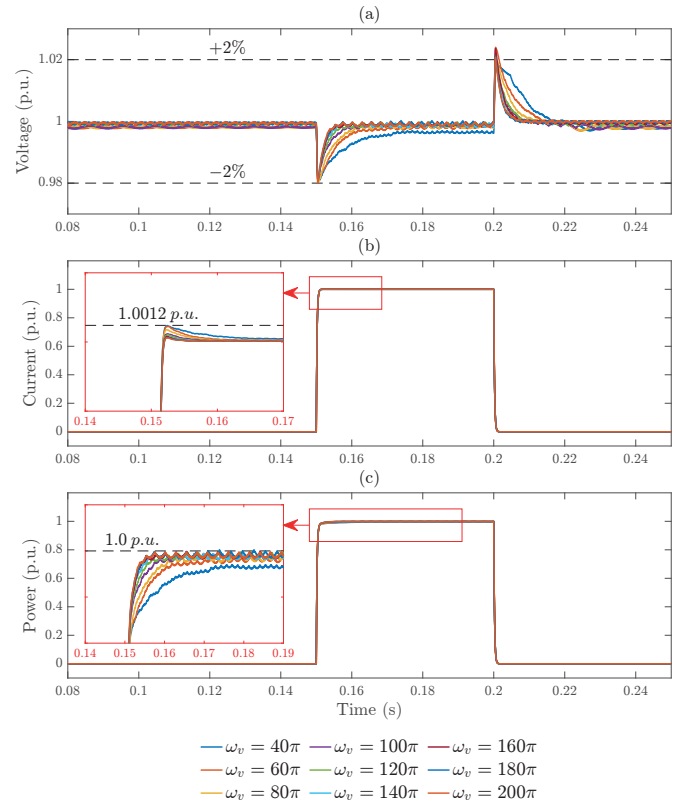 (a)
+2%
−2%
Voltage (p.u.)
1.02
1
0.98
0.08 0.1 0.12 0.14 0.16 0.18 0.2 0.22 0.24
(b)
Current (p.u.)
1
0.8
0.6
0.4
0.2
0
1.0012 p.u.
0.14 0.15 0.16 0.17
0.08 0.1 0.12 0.14 0.16 0.18 0.2 0.22 0.24
(c)
Power (p.u.)
1
0.8
0.6
0.4
0.2
0
1.0 p.u.
0.14 0.15 0.16 0.17 0.18 0.19
0.08 0.1 0.12 0.14 0.16 0.18 0.2 0.22 0.24
Time (s)
ω_v = 40π ω_v = 100π ω_v = 160π
ω_v = 60π ω_v = 120π ω_v = 180π
ω_v = 80π ω_v = 140π ω_v = 200π